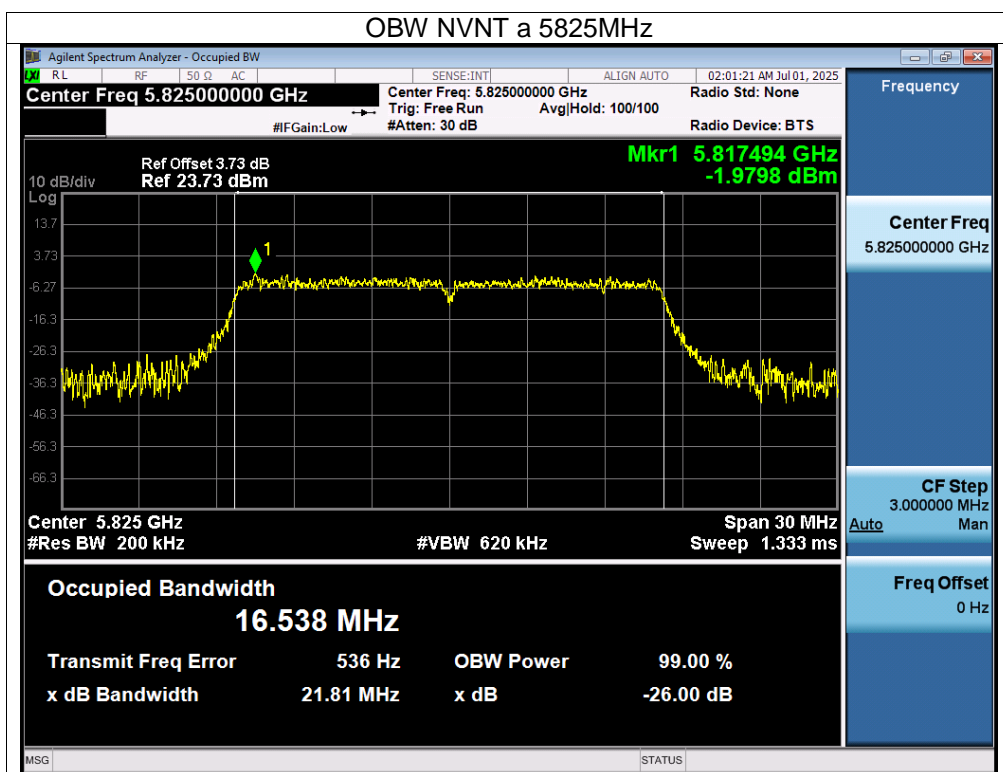 OBW NVNT a 5825MHz
Agilent Spectrum Analyzer - Occupied BW
LXI RL RF 50 Ω AC SENSE:INT ALIGN AUTO 02:01:21 AM Jul 01, 2025
Center Freq 5.825000000 GHz
Center Freq: 5.825000000 GHz Radio Std: None
Trig: Free Run Avg|Hold: 100/100
#IFGain:Low #Atten: 30 dB Radio Device: BTS
Ref Offset 3.73 dB
10 dB/div Ref 23.73 dBm
Mkr1 5.817494 GHz
-1.9798 dBm
Log
13.7
3.73
-6.27
-16.3
-26.3
-36.3
-46.3
-56.3
-66.3
1
Center 5.825 GHz Span 30 MHz
#Res BW 200 kHz #VBW 620 kHz Sweep 1.333 ms
Occupied Bandwidth
16.538 MHz
Transmit Freq Error 536 Hz OBW Power 99.00 %
x dB Bandwidth 21.81 MHz x dB -26.00 dB
MSG STATUS
Frequency
Center Freq
5.825000000 GHz
CF Step
3.000000 MHz
Auto Man
Freq Offset
0 Hz